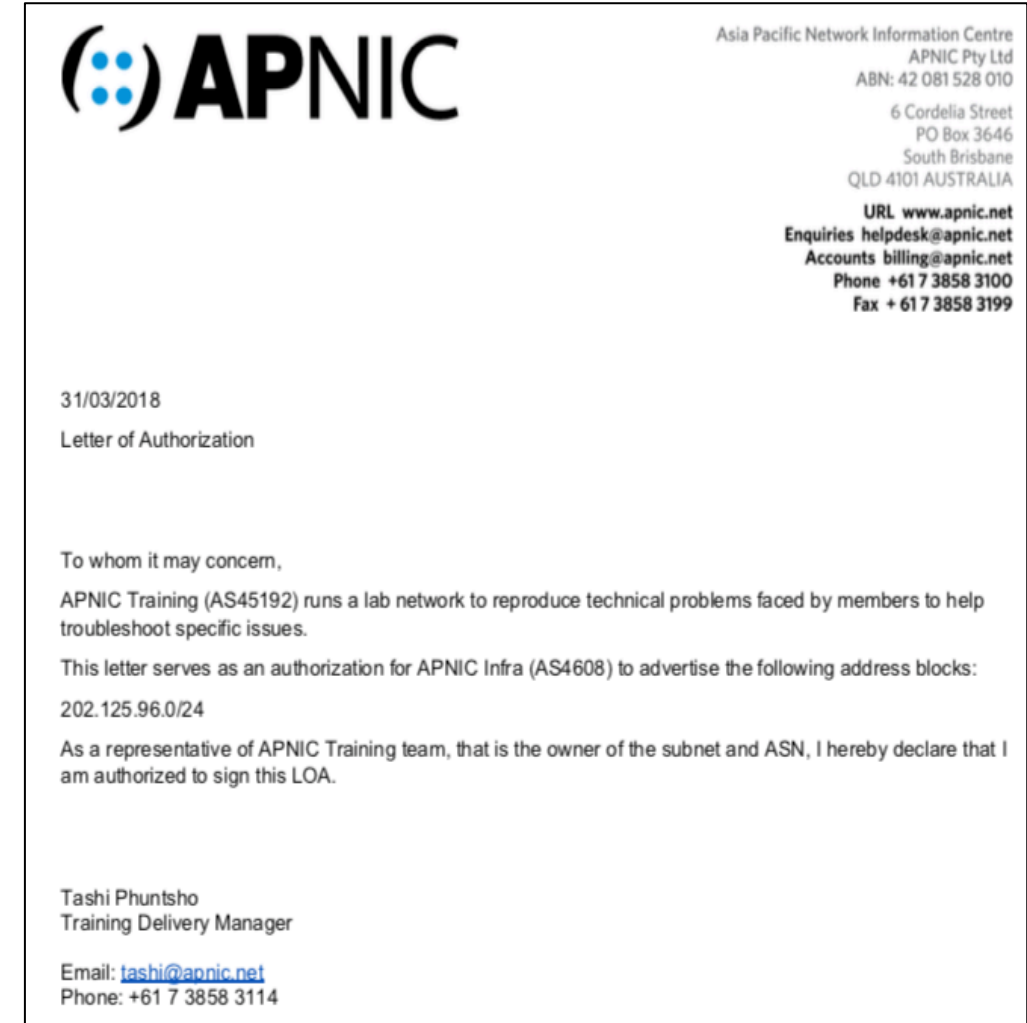 APNIC
Asia Pacific Network Information Centre
APNIC Pty Ltd
ABN: 42 081 528 010
6 Cordelia Street
PO Box 3646
South Brisbane
QLD 4101 AUSTRALIA
URL www.apnic.net
Enquiries helpdesk@apnic.net
Accounts billing@apnic.net
Phone +61 7 3858 3100
Fax + 61 7 3858 3199
31/03/2018
Letter of Authorization
To whom it may concern,
APNIC Training (AS45192) runs a lab network to reproduce technical problems faced by members to help
troubleshoot specific issues.
This letter serves as an authorization for APNIC Infra (AS4608) to advertise the following address blocks:
202.125.96.0/24
As a representative of APNIC Training team, that is the owner of the subnet and ASN, I hereby declare that I
am authorized to sign this LOA.
Tashi Phuntsho
Training Delivery Manager
Email: tashi@apnic.net
Phone: +61 7 3858 3114